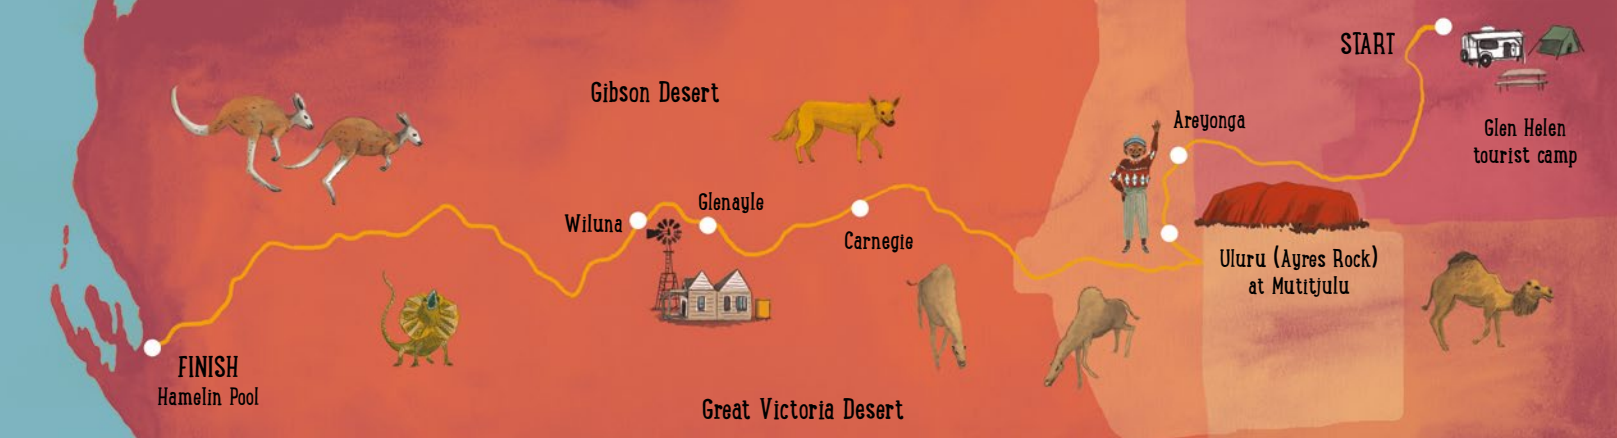 START
Gibson Desert
Areyonga
Glen Helen
tourist camp
Glenayle
Wiluna
Carnegie
Uluru (Ayres Rock)
at Mutitjulu
FINISH
Hamelin Pool
Great Victoria Desert